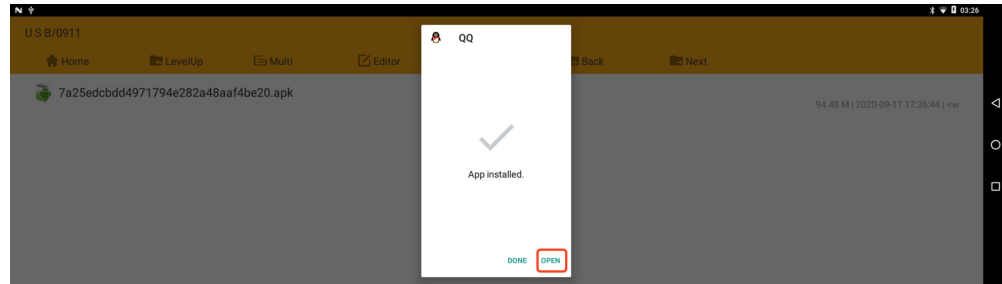 03:26
U S B/0911
QQ
Home
LevelUp
Multi
Editor
Back
Next
7a25edcbdd4971794e282a48aaf4be20.apk
94.48 M | 2020-09-11 17:36:44 | -rw
App installed.
DONE
OPEN